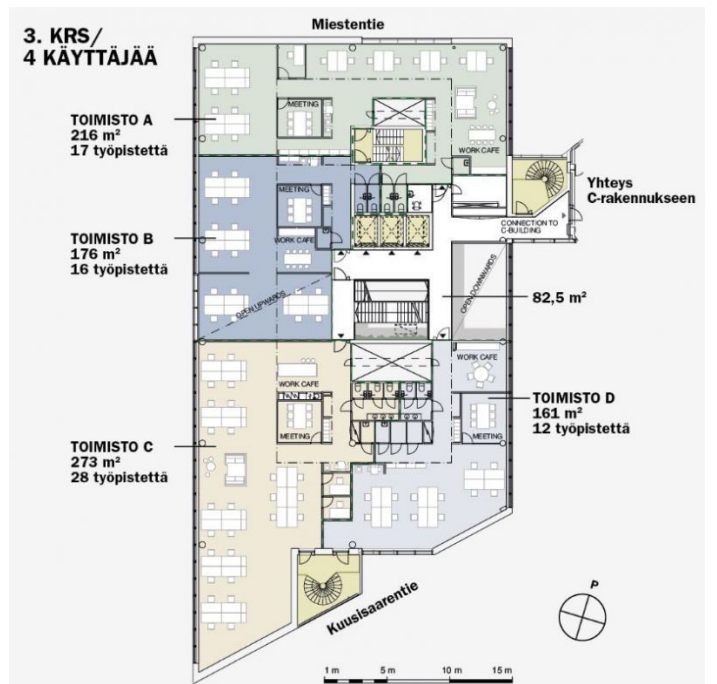 3. KRS/
4 KÄYTTÄJÄÄ
Miestentie
TOIMISTO A
216 m²
17 työpistettä
MEETING
WORK CAFE
Yhteys
C-rakennukseen
CONNECTION TO
C-BUILDING
TOIMISTO B
176 m²
16 työpistettä
MEETING
WORK CAFE
OPEN UPWARDS
OPEN DOWNWARDS
82,5 m²
TOIMISTO C
273 m²
28 työpistettä
WORK CAFE
MEETING
WORK CAFE
MEETING
TOIMISTO D
161 m²
12 työpistettä
Kuusisaarentie
P
1 m
5 m
10 m
15 m